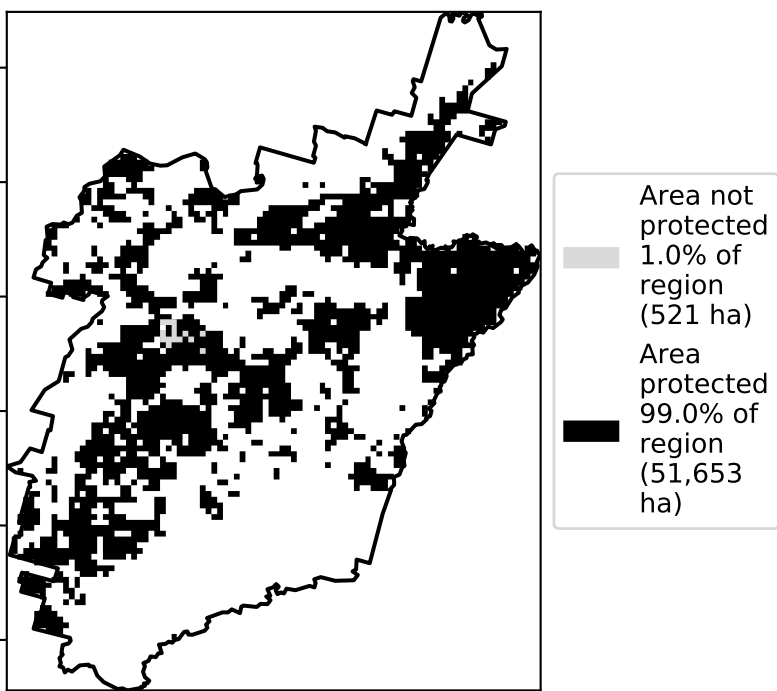 Area not
protected
1.0% of
region
(521 ha)
Area
protected
99.0% of
region
(51,653
ha)